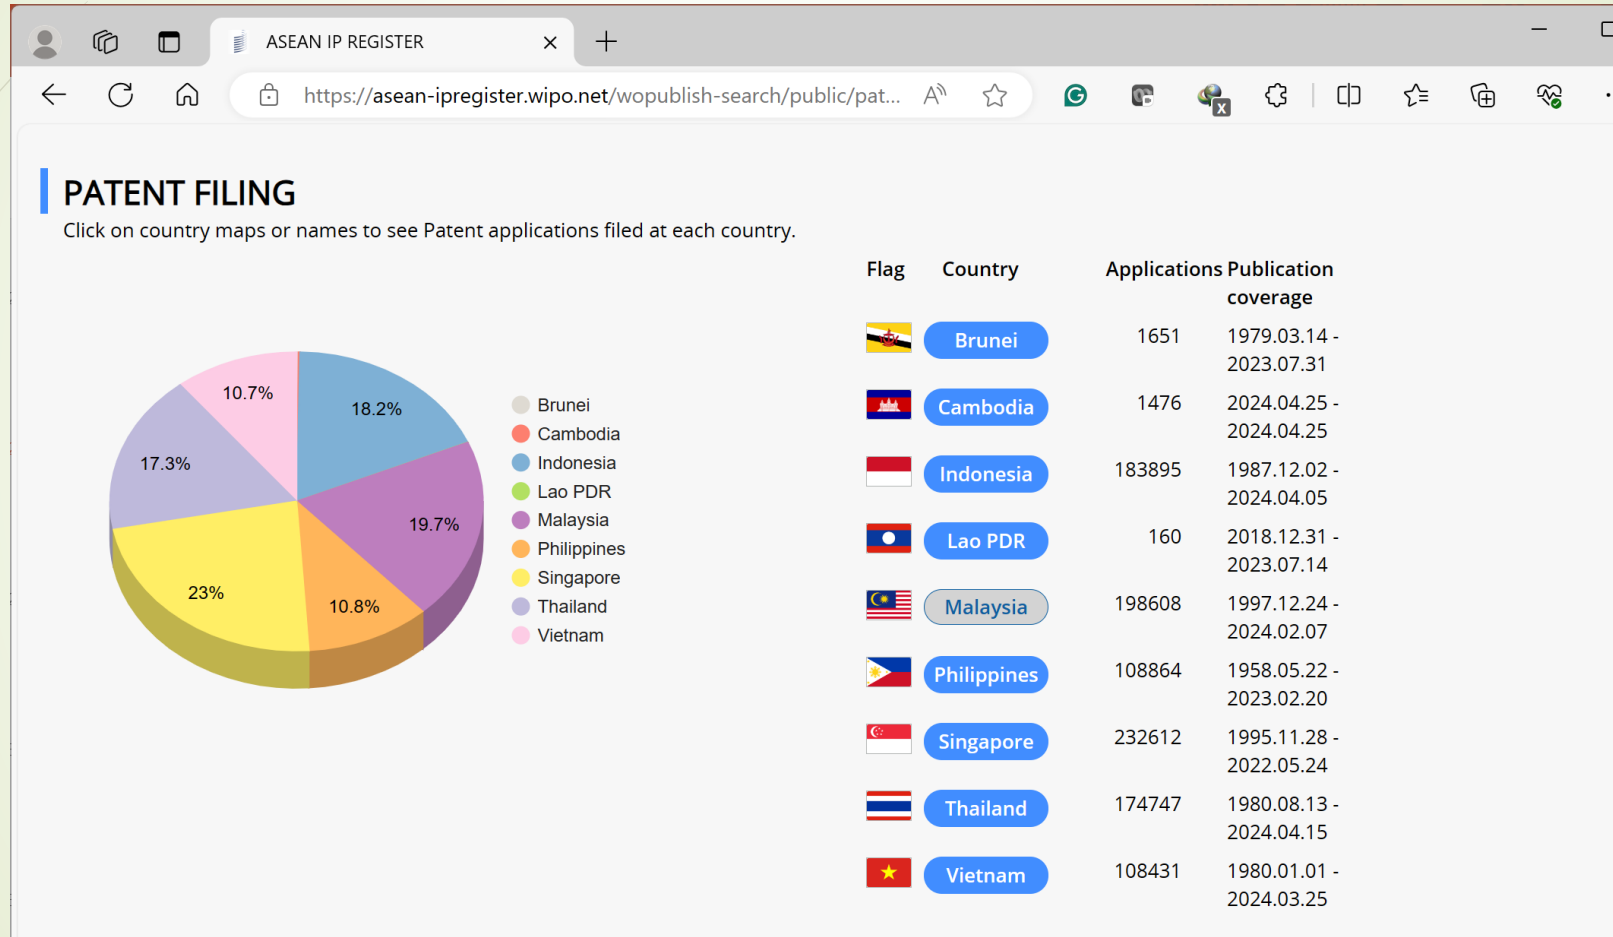 ASEAN IP REGISTER
https://asean-ipregister.wipo.net/wopublish-search/public/pat...
PATENT FILING
Click on country maps or names to see Patent applications filed at each country.
10.7%
18.2%
17.3%
19.7%
23%
10.8%
Brunei
Cambodia
Indonesia
Lao PDR
Malaysia
Philippines
Singapore
Thailand
Vietnam
Flag Country Applications Publication
coverage
Brunei 1651 1979.03.14 -
2023.07.31
Cambodia 1476 2024.04.25 -
2024.04.25
Indonesia 183895 1987.12.02 -
2024.04.05
Lao PDR 160 2018.12.31 -
2023.07.14
Malaysia 198608 1997.12.24 -
2024.02.07
Philippines 108864 1958.05.22 -
2023.02.20
Singapore 232612 1995.11.28 -
2022.05.24
Thailand 174747 1980.08.13 -
2024.04.15
Vietnam 108431 1980.01.01 -
2024.03.25